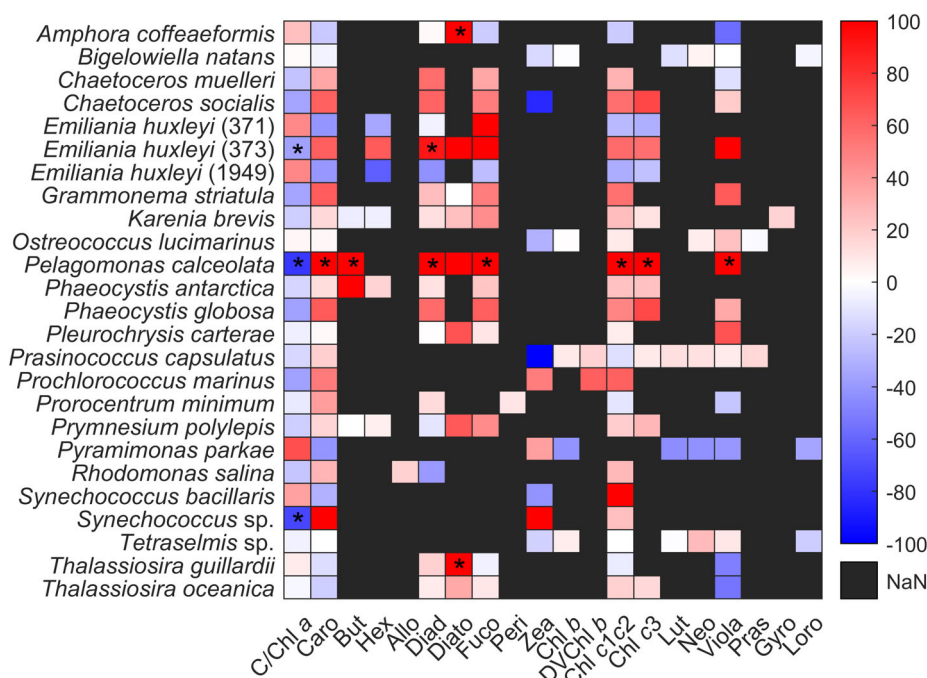 Amphora coffeaeformis
Bigelowiella natans
Chaetoceros muelleri
Chaetoceros socialis
Emiliania huxleyi (371)
Emiliania huxleyi (373)
Emiliania huxleyi (1949)
Grammonema striatula
Karenia brevis
Ostreococcus lucimarinus
Pelagomonas calceolata
Phaeocystis antarctica
Phaeocystis globosa
Pleurochrysis carterae
Prasinococcus capsulatus
Prochlorococcus marinus
Prorocentrum minimum
Prymnesium polylepis
Pyramimonas parkae
Rhodomonas salina
Synechococcus bacillaris
Synechococcus sp.
Tetraselmis sp.
Thalassiosira guillardii
Thalassiosira oceanica
C/Chl a
Caro
But
Hex
Allo
Diad
Diato
Fuco
Peri
Zea
Chl b
DVChl b
Chl c1c2
Chl c3
Lut
Neo
Viola
Pras
Gyro
Loro
100
80
60
40
20
0
-20
-40
-60
-80
-100
NaN